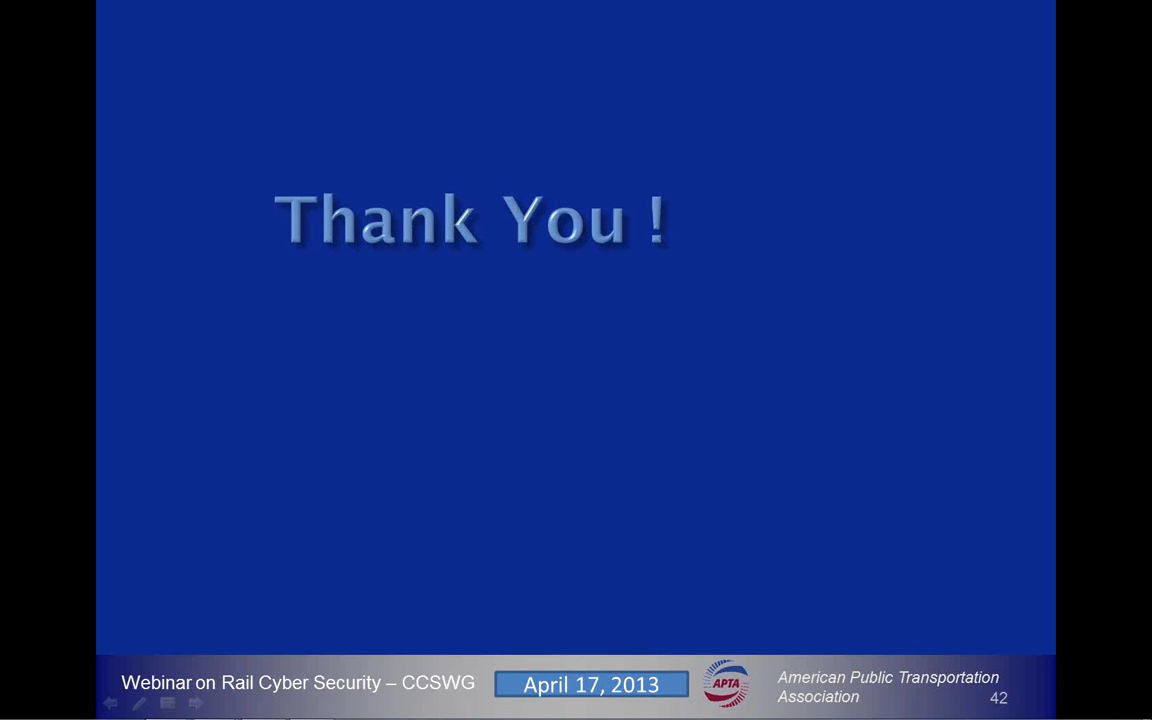 Thank You !
Webinar on Rail Cyber Security – CCSWG
April 17, 2013
APTA
American Public Transportation
Association
42